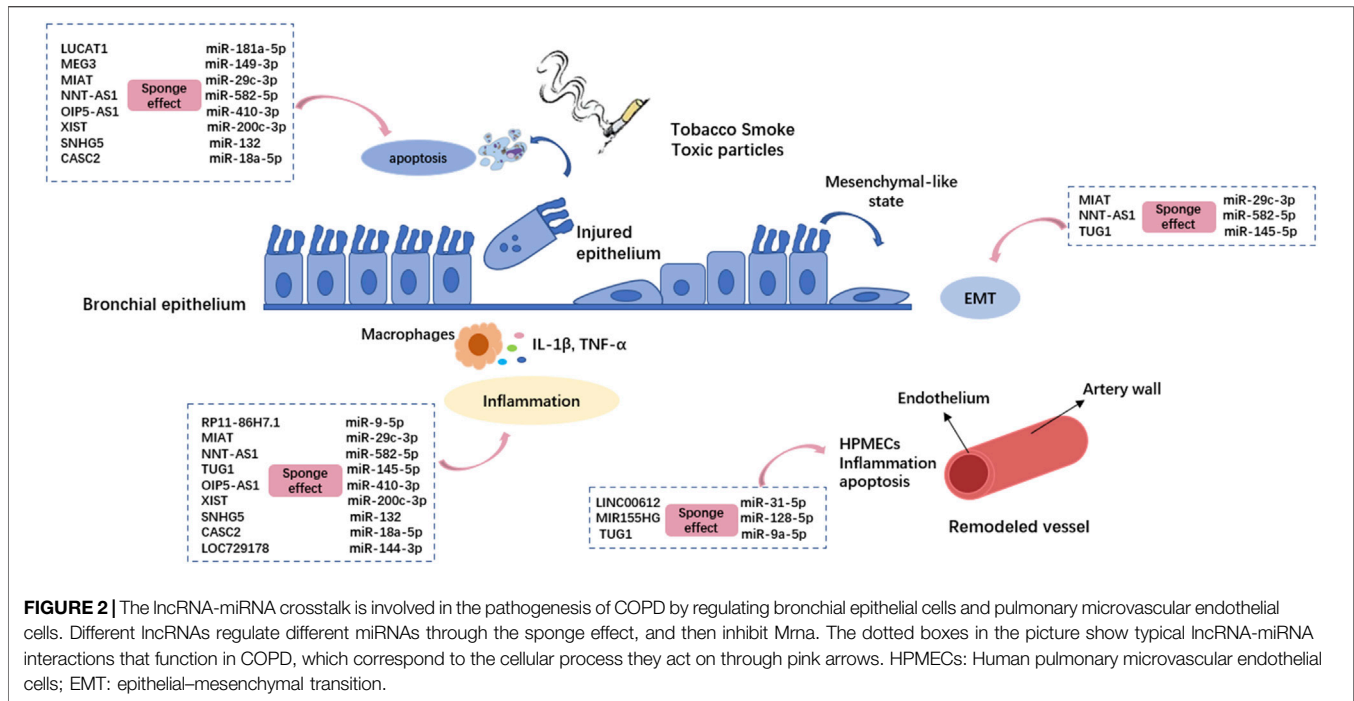 LUCAT1 miR-181a-5p
MEG3 miR-149-3p
MIAT miR-29c-3p
NNT-AS1 miR-582-5p
OIP5-AS1 miR-410-3p
XIST miR-200c-3p
SNHG5 miR-132
CASC2 miR-18a-5p
Sponge
effect
apoptosis
Tobacco Smoke
Toxic particles
Mesenchymal-like
state
MIAT miR-29c-3p
NNT-AS1 miR-582-5p
TUG1 miR-145-5p
Sponge
effect
Injured
epithelium
EMT
Bronchial epithelium
Macrophages
IL-1β, TNF-α
Inflammation
RP11-86H7.1 miR-9-5p
MIAT miR-29c-3p
NNT-AS1 miR-582-5p
TUG1 miR-145-5p
OIP5-AS1 miR-410-3p
XIST miR-200c-3p
SNHG5 miR-132
CASC2 miR-18a-5p
LOC729178 miR-144-3p
Sponge
effect
Endothelium
Artery wall
HPMECs
Inflammation
apoptosis
LINC00612 miR-31-5p
MIR155HG miR-128-5p
TUG1 miR-9a-5p
Sponge
effect
Remodeled vessel
FIGURE 2 | The lncRNA-miRNA crosstalk is involved in the pathogenesis of COPD by regulating bronchial epithelial cells and pulmonary microvascular endothelial
cells. Different lncRNAs regulate different miRNAs through the sponge effect, and then inhibit Mrna. The dotted boxes in the picture show typical lncRNA-miRNA
interactions that function in COPD, which correspond to the cellular process they act on through pink arrows. HPMECs: Human pulmonary microvascular endothelial
cells; EMT: epithelial–mesenchymal transition.